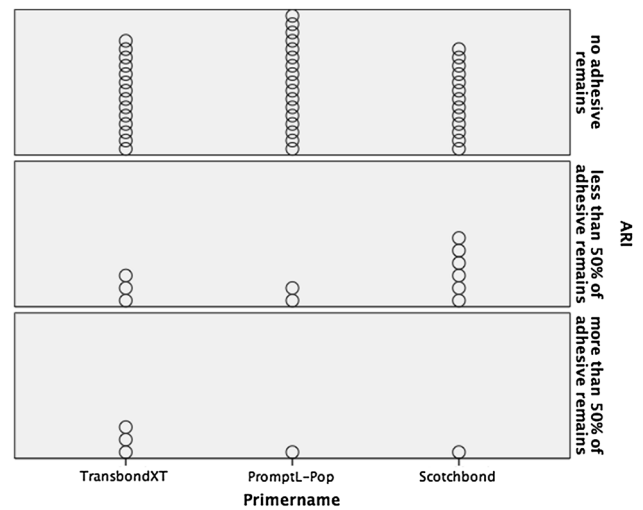 no adhesive
remains
less than 50% of
adhesive remains
more than 50% of
adhesive remains
ARI
TransbondXT
PromptL-Pop
Scotchbond
Primername